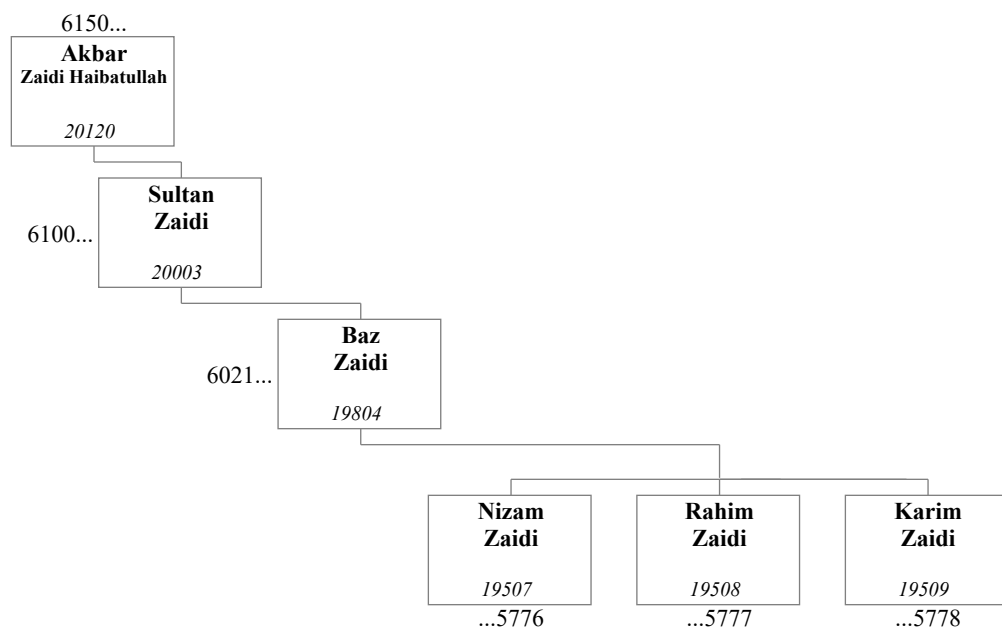 6150...
Akbar
Zaidi Haibatullah
20120
Sultan
Zaidi
6100...
20003
Baz
Zaidi
6021...
19804
Nizam
Zaidi
19507
...5776
Rahim
Zaidi
19508
...5777
Karim
Zaidi
19509
...5778